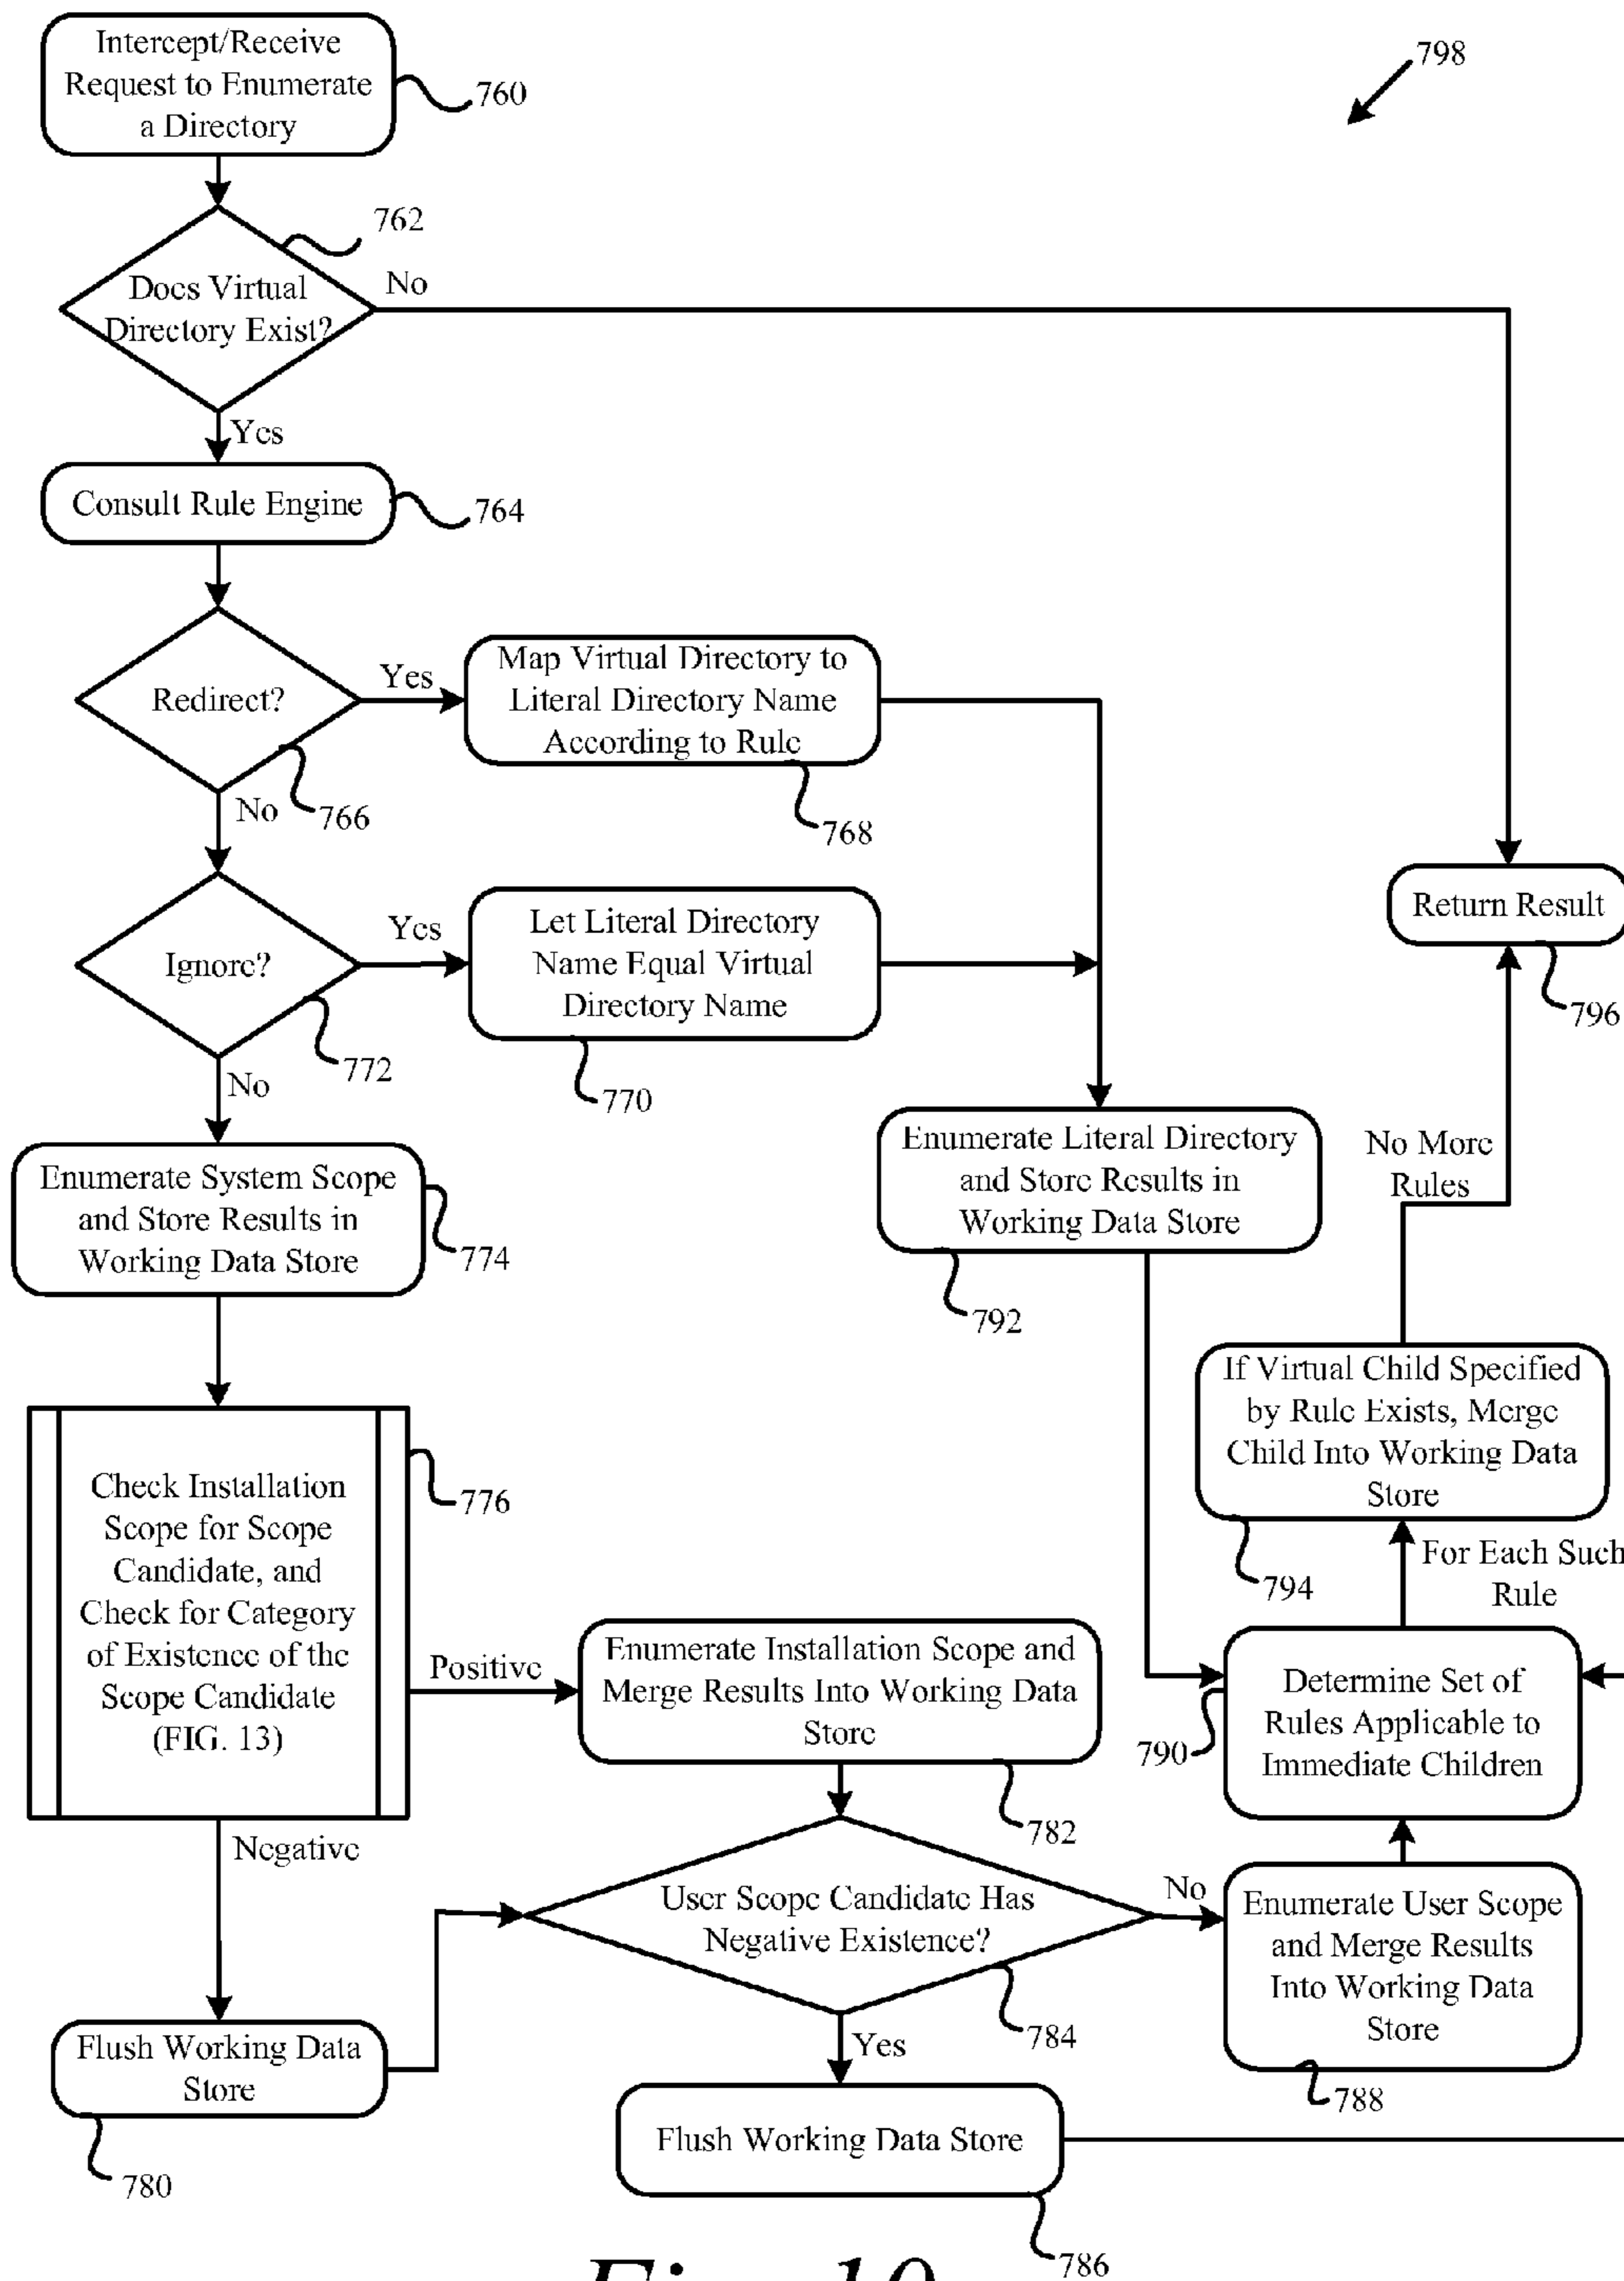 Intercept/Receive
Request to Enumerate
a Directory
760
798
762
Does Virtual
Directory Exist?
No
Yes
Consult Rule Engine
764
Redirect?
Yes
766
No
Map Virtual Directory to
Literal Directory Name
According to Rule
768
Ignore?
Yes
772
No
Let Literal Directory
Name Equal Virtual
Directory Name
770
Return Result
796
Enumerate System Scope
and Store Results in
Working Data Store
774
Enumerate Literal Directory
and Store Results in
Working Data Store
792
No More
Rules
If Virtual Child Specified
by Rule Exists, Merge
Child Into Working Data
Store
794
For Each Such
Rule
Check Installation
Scope for Scope
Candidate, and
Check for Category
of Existence of the
Scope Candidate
(FIG. 13)
776
Positive
Negative
Enumerate Installation Scope and
Merge Results Into Working Data
Store
782
Determine Set of
Rules Applicable to
Immediate Children
790
User Scope Candidate Has
Negative Existence?
784
No
Yes
Enumerate User Scope
and Merge Results
Into Working Data
Store
788
Flush Working Data
Store
780
Flush Working Data Store
786
Fig. 10